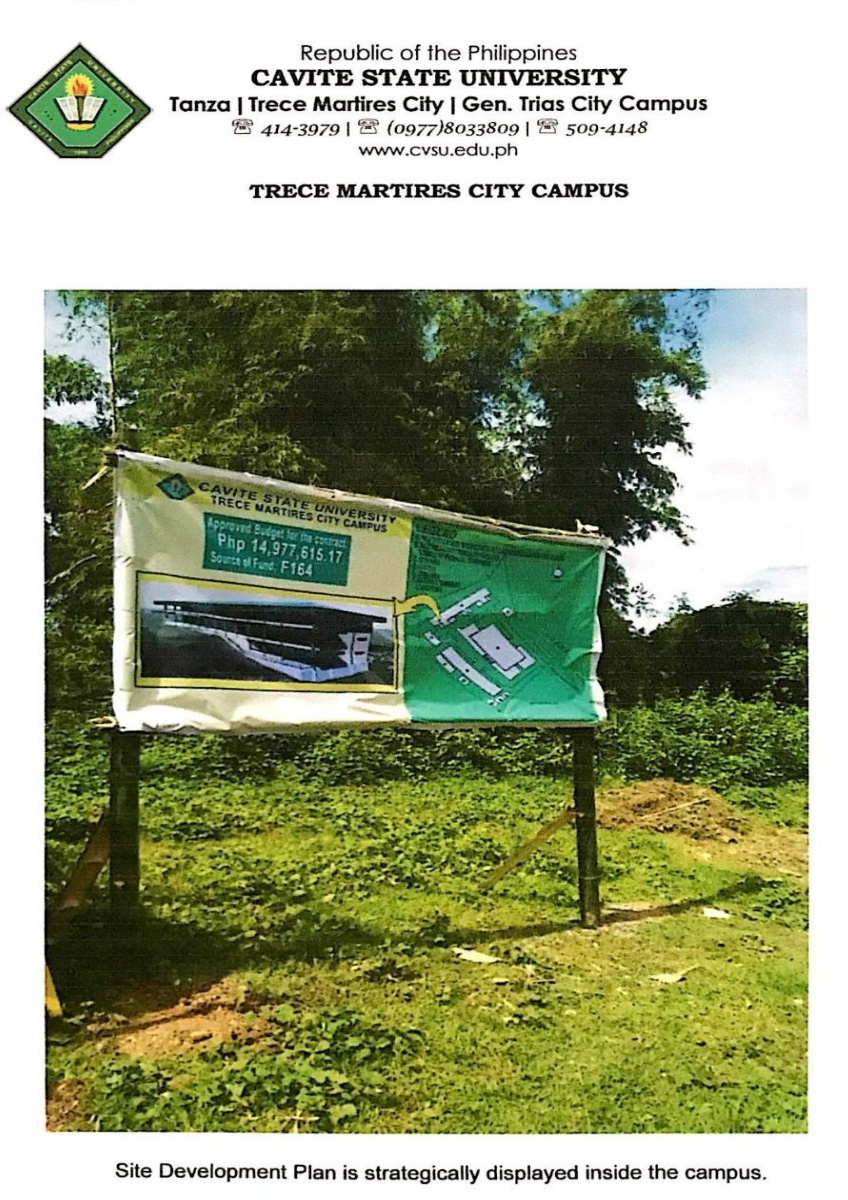 Republic of the Philippines
CAVITE STATE UNIVERSITY
Tanza | Trece Martires City | Gen. Trias City Campus
☏ 414-3979 | ☏ (0977)8033809 | ☏ 509-4148
www.cvsu.edu.ph
TRECE MARTIRES CITY CAMPUS
CAVITE STATE UNIVERSITY
TRECE MARTIRES CITY CAMPUS
Approved Budget for the contract
Php 14,977,615.17
Source of Fund: F164
LEGEND
Site Development Plan is strategically displayed inside the campus.